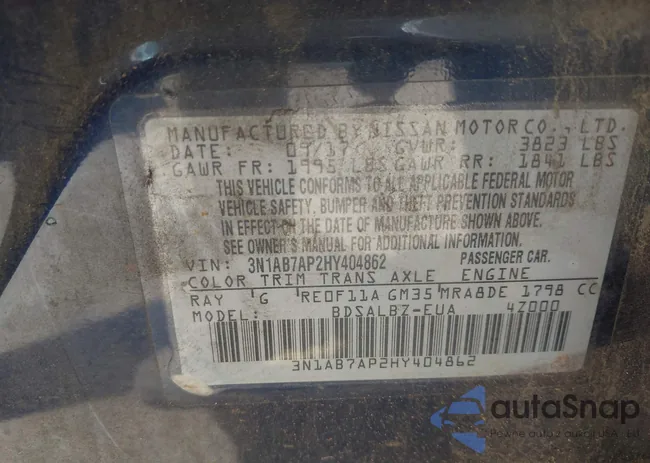 MANUFACTURED BY NISSAN MOTOR CO., LTD.
DATE: 09/17 GVWR: 3823 LBS
GAWR FR: 1995 LBS GAWR RR: 1841 LBS
THIS VEHICLE CONFORMS TO ALL APPLICABLE FEDERAL MOTOR
VEHICLE SAFETY, BUMPER AND THEFT PREVENTION STANDARDS
IN EFFECT ON THE DATE OF MANUFACTURE SHOWN ABOVE.
SEE OWNER'S MANUAL FOR ADDITIONAL INFORMATION.
VIN: 3N1AB7AP2HY404862 PASSENGER CAR.
COLOR TRIM TRANS AXLE ENGINE
RAY G RE0F11A GM35 MRA8DE 1798 CC
MODEL: BDSALBZ-EUA 4Z000
3N1AB7AP2HY404862
autoSnap